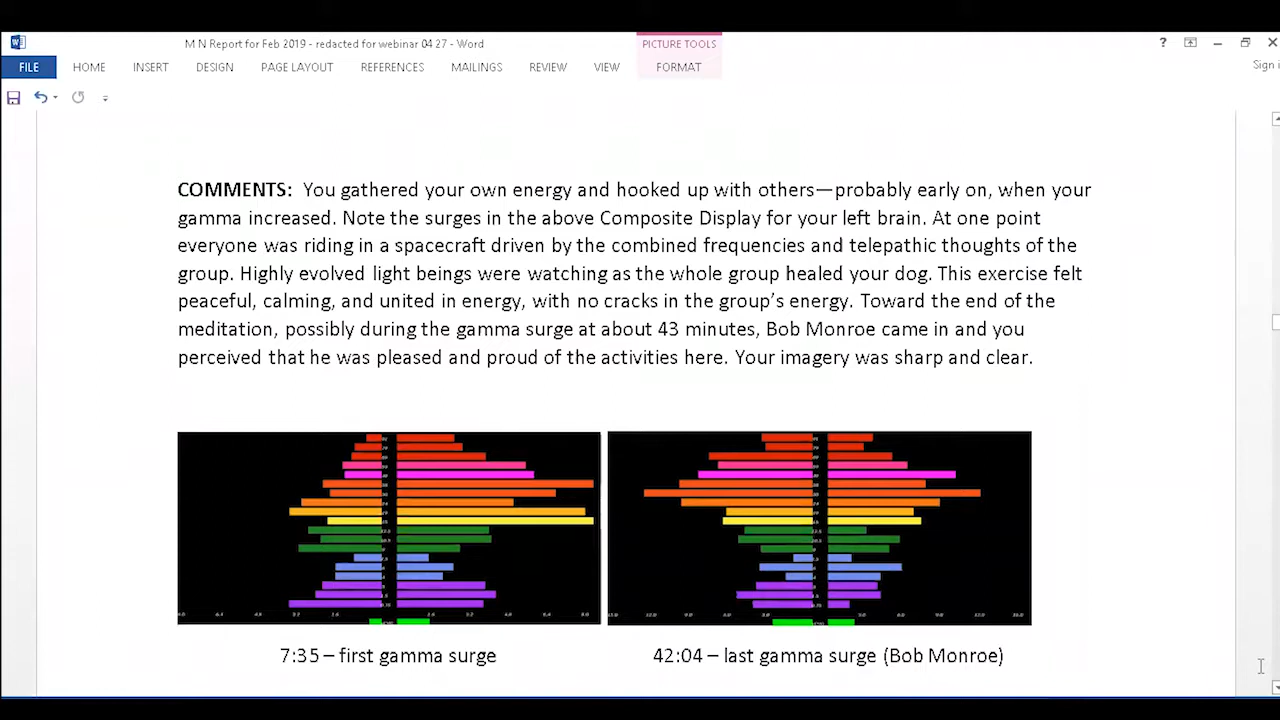 M N Report for Feb 2019 - redacted for webinar 04 27 - Word
PICTURE TOOLS
FILE HOME INSERT DESIGN PAGE LAYOUT REFERENCES MAILINGS REVIEW VIEW FORMAT
Sign i
COMMENTS: You gathered your own energy and hooked up with others—probably early on, when your
gamma increased. Note the surges in the above Composite Display for your left brain. At one point
everyone was riding in a spacecraft driven by the combined frequencies and telepathic thoughts of the
group. Highly evolved light beings were watching as the whole group healed your dog. This exercise felt
peaceful, calming, and united in energy, with no cracks in the group's energy. Toward the end of the
meditation, possibly during the gamma surge at about 43 minutes, Bob Monroe came in and you
perceived that he was pleased and proud of the activities here. Your imagery was sharp and clear.
7:35 – first gamma surge
42:04 – last gamma surge (Bob Monroe)